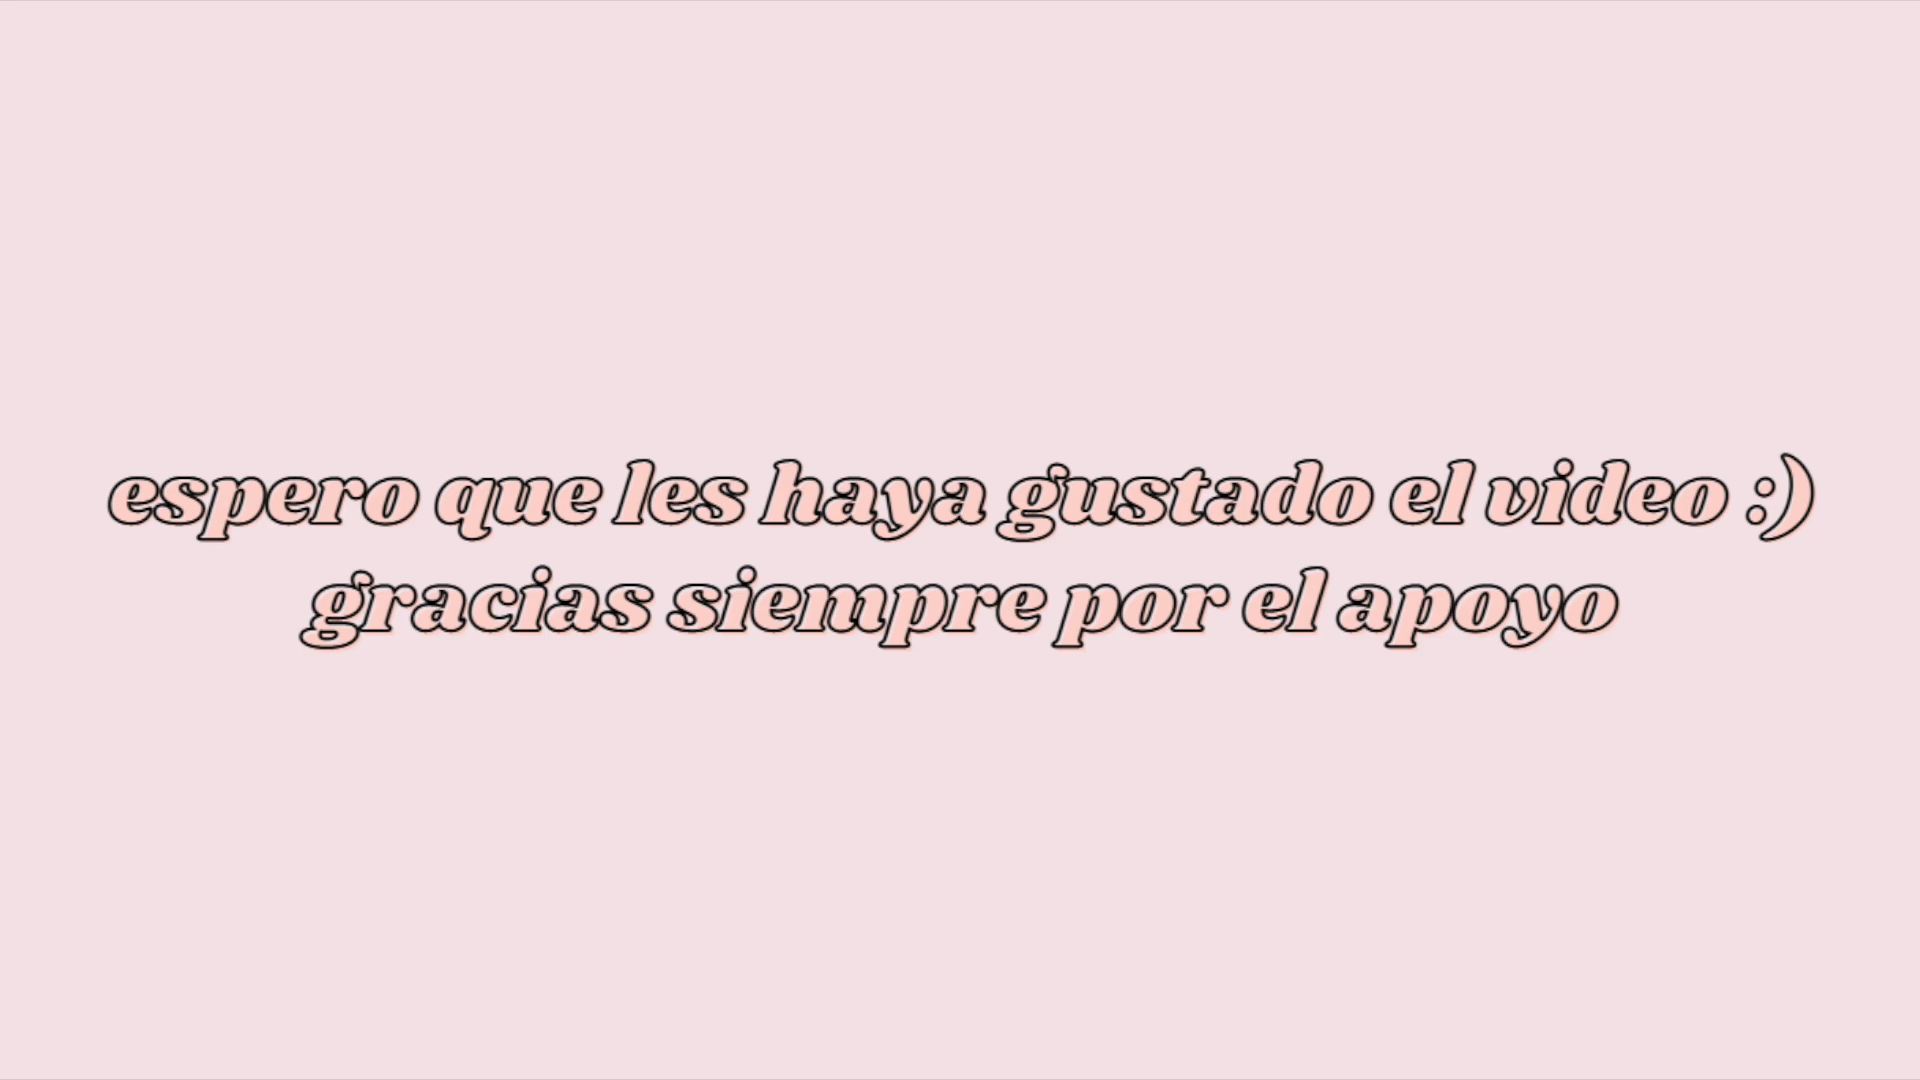 espero que les haya gustado el video :)
gracias siempre por el apoyo